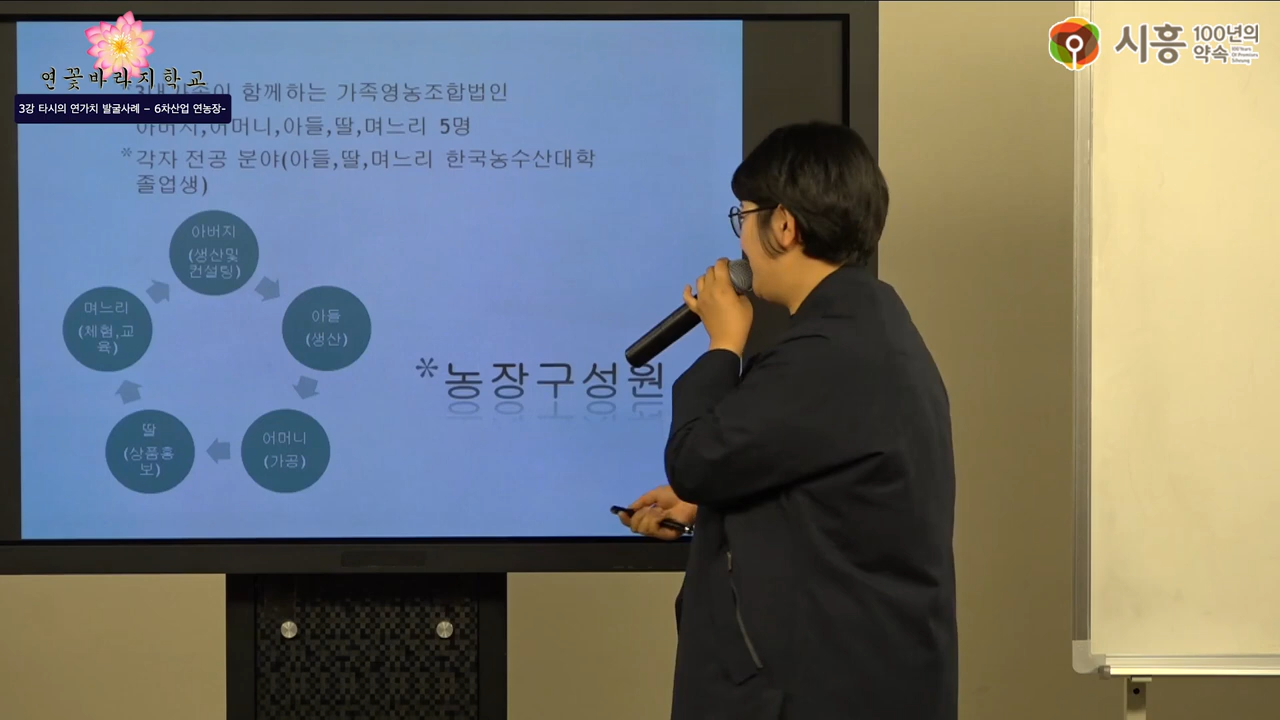 연꽃바라지학교
3강 타시의 연가치 발굴사례 – 6차산업 연농장-
시흥 100년의 약속
함께하는 가족영농조합법인
아버지,어머니,아들,딸,며느리 5명
*각자 전공 분야(아들,딸,며느리 한국농수산대학
졸업생)
아버지
(생산및
컨설팅)
아들
(생산)
어머니
(가공)
딸
(상품홍
보)
며느리
(체험,교
육)
*농장구성원